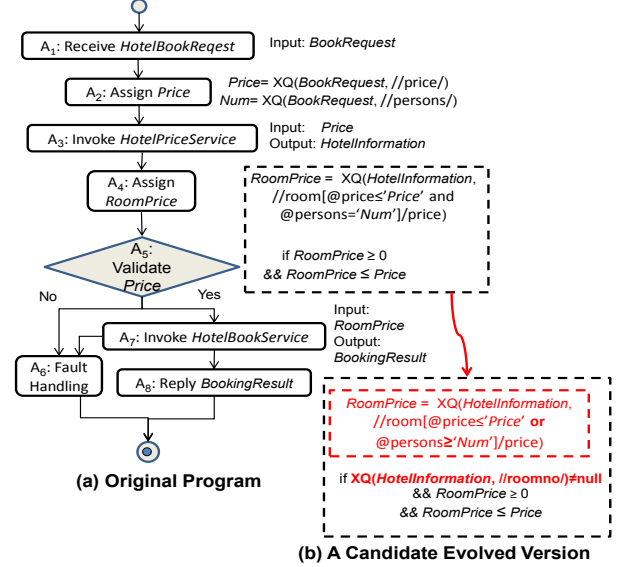 A1: Receive HotelBookReqest
Input: BookRequest
A2: Assign Price
Price= XQ(BookRequest, //price/)
Num= XQ(BookRequest, //persons/)
A3: Invoke HotelPriceService
Input: Price
Output: HotelInformation
A4: Assign
RoomPrice
RoomPrice = XQ(HotelInformation,
//room[@price≤'Price' and
@persons='Num']/price)
if RoomPrice ≥ 0
&& RoomPrice ≤ Price
A5:
Validate
Price
No
Yes
A7: Invoke HotelBookService
Input:
RoomPrice
Output:
BookingResult
A6: Fault
Handling
A8: Reply BookingResult
(a) Original Program
RoomPrice = XQ(HotelInformation,
//room[@price≤'Price' or
@persons≥'Num']/price)
if XQ(HotelInformation, //roomno/)≠null
&& RoomPrice ≥ 0
&& RoomPrice ≤ Price
(b) A Candidate Evolved Version